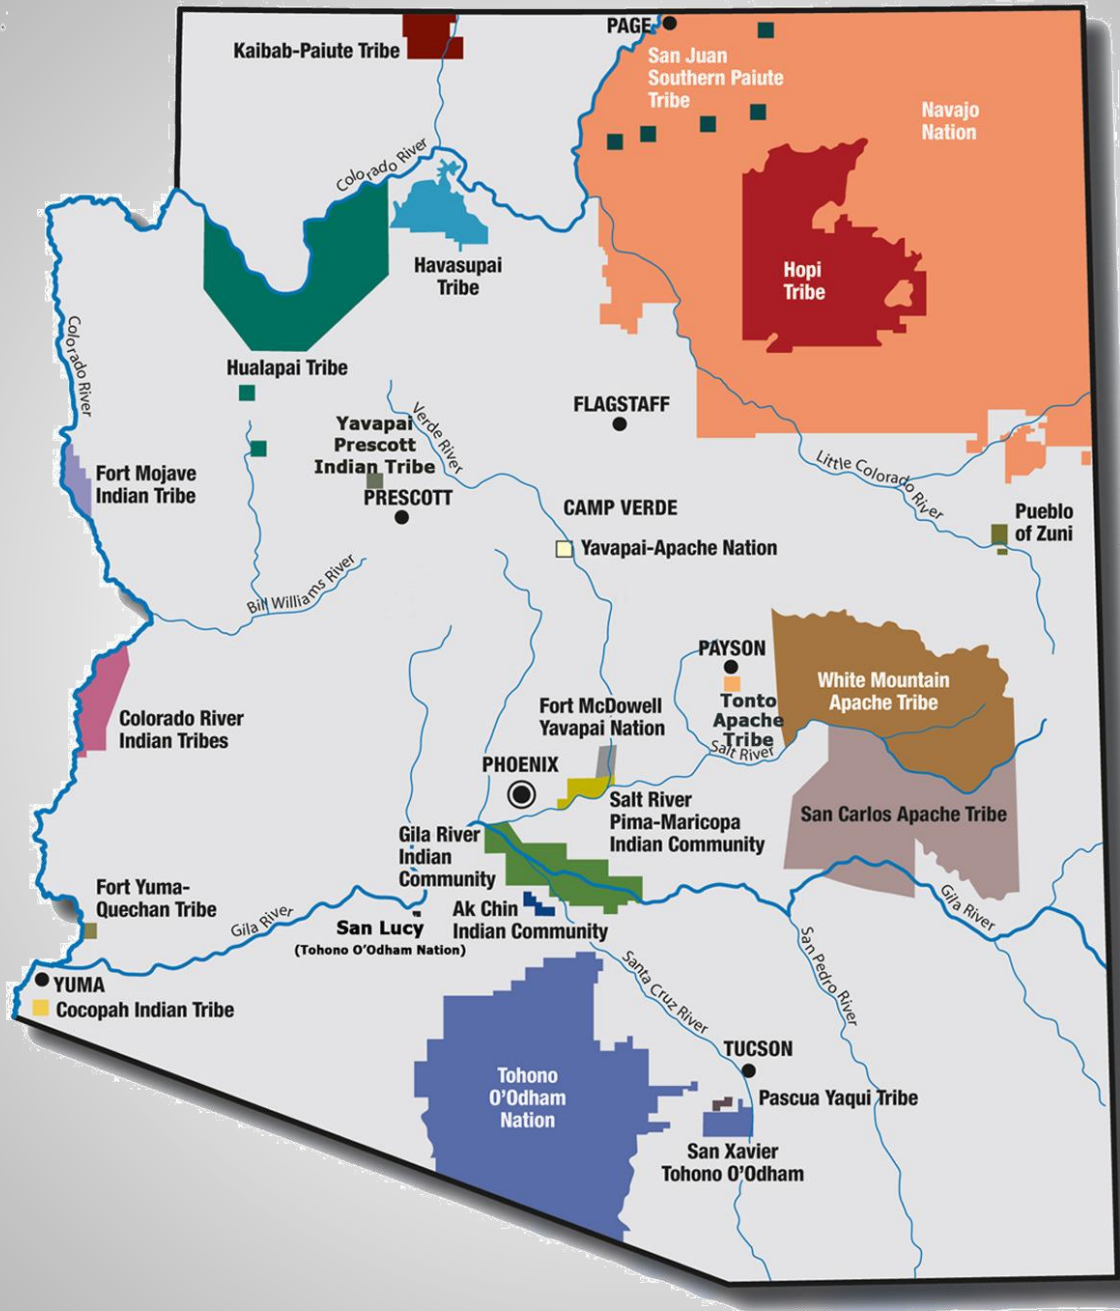 PAGE
Kaibab-Paiute Tribe
San Juan
Southern Paiute
Tribe
Navajo
Nation
Colorado River
Hopi
Tribe
Havasupai
Tribe
Colorado River
Hualapai Tribe
FLAGSTAFF
Yavapai
Prescott
Indian Tribe
Verde River
PRESCOTT
Fort Mojave
Indian Tribe
Little Colorado River
CAMP VERDE
Pueblo
of Zuni
Yavapai-Apache Nation
Bill Williams River
PAYSON
Tonto
Apache
Tribe
White Mountain
Apache Tribe
Colorado River
Indian Tribes
Fort McDowell
Yavapai Nation
Salt River
PHOENIX
Salt River
Pima-Maricopa
Indian Community
San Carlos Apache Tribe
Gila River
Indian
Community
Fort Yuma-
Quechan Tribe
Gila River
Ak Chin
Indian Community
San Lucy
(Tohono O'Odham Nation)
Gila River
Santa Cruz River
San Pedro River
YUMA
Cocopah Indian Tribe
TUCSON
Tohono
O'Odham
Nation
Pascua Yaqui Tribe
San Xavier
Tohono O'Odham